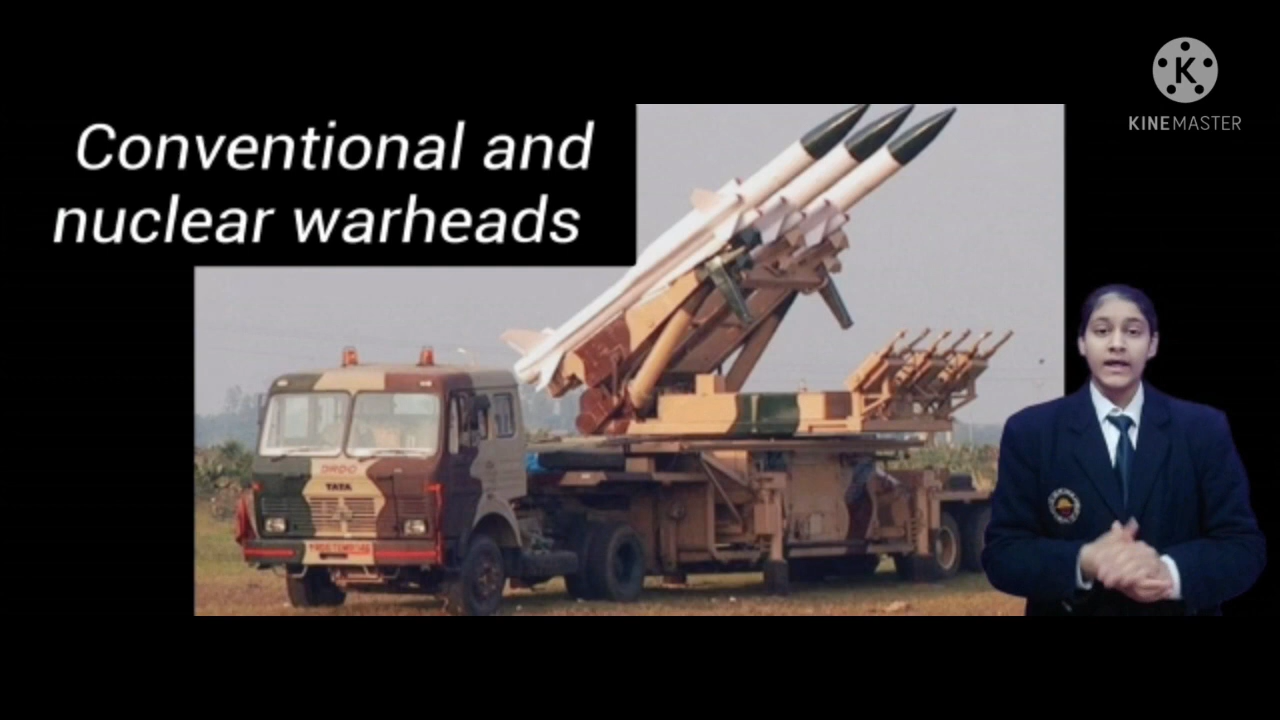 Conventional and
nuclear warheads
K
KINEMASTER
DRDO
TATA